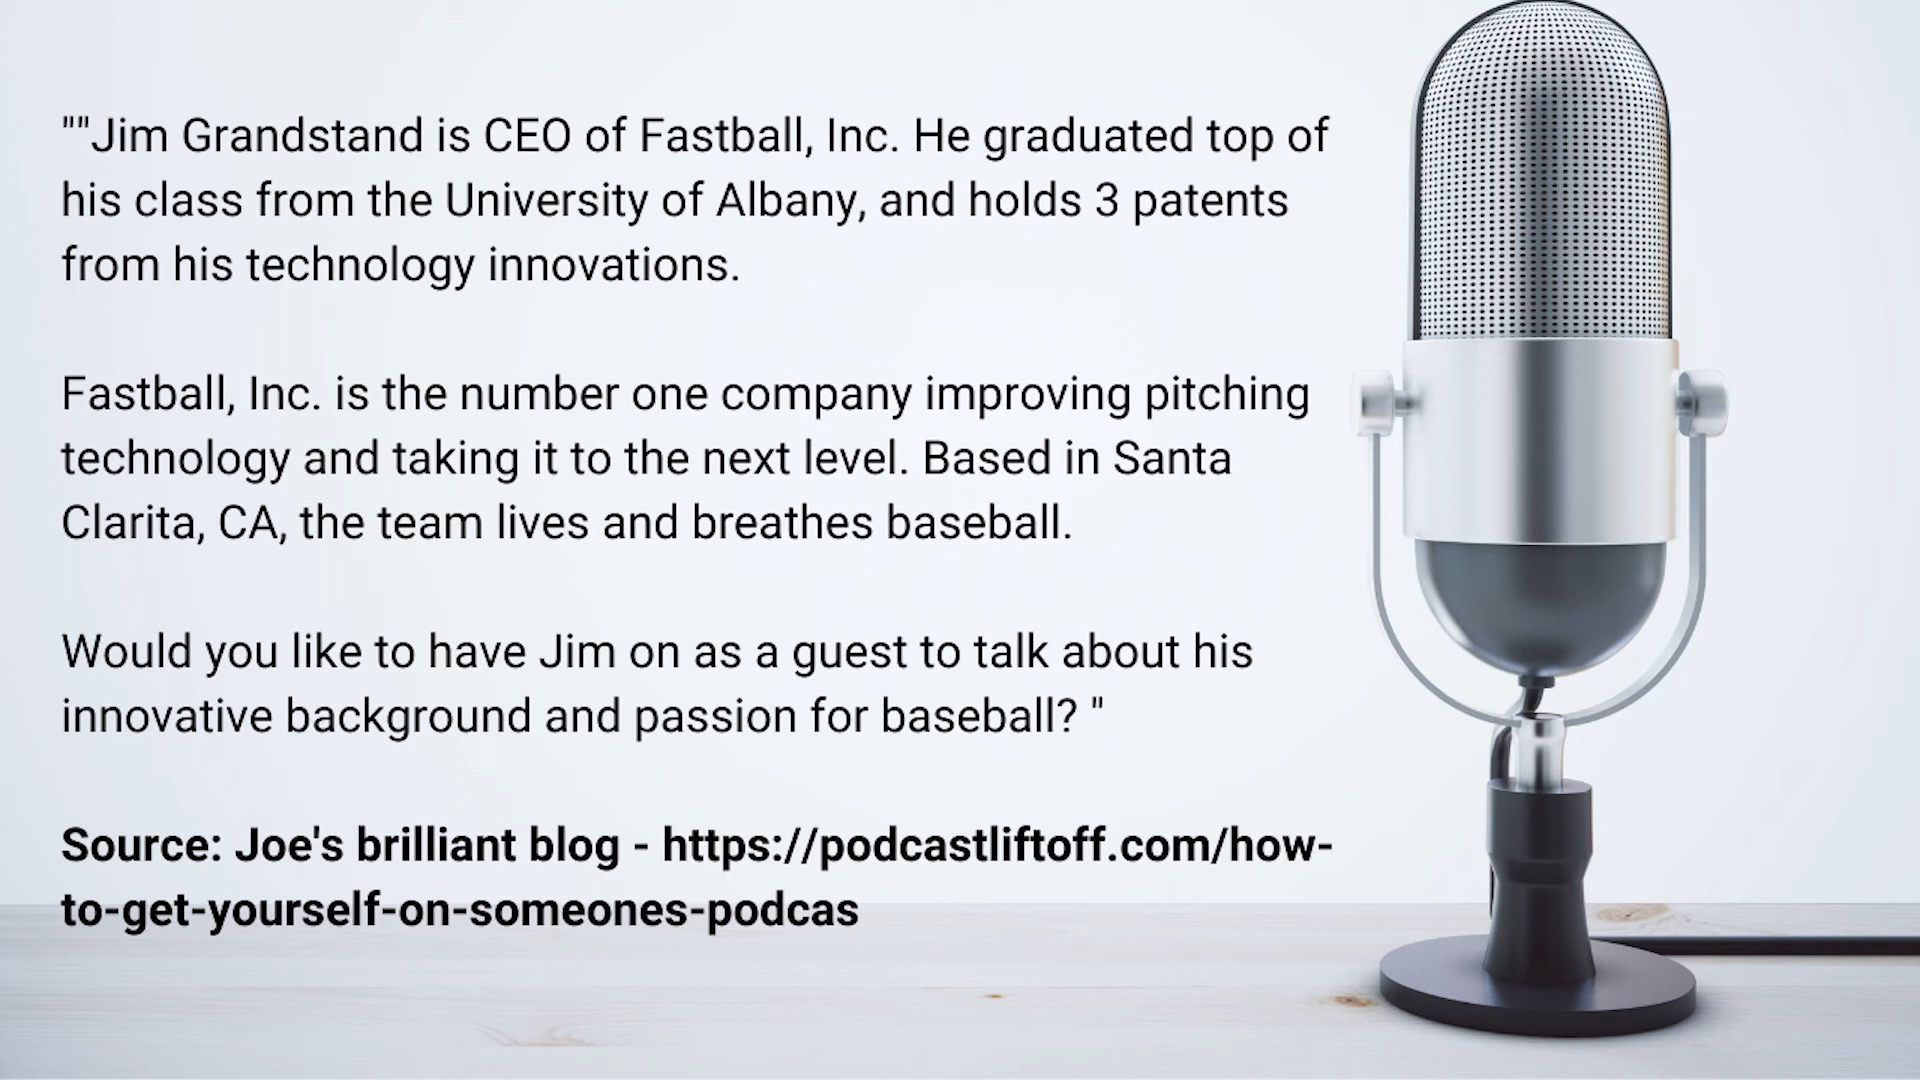 ""Jim Grandstand is CEO of Fastball, Inc. He graduated top of
his class from the University of Albany, and holds 3 patents
from his technology innovations.
Fastball, Inc. is the number one company improving pitching
technology and taking it to the next level. Based in Santa
Clarita, CA, the team lives and breathes baseball.
Would you like to have Jim on as a guest to talk about his
innovative background and passion for baseball? "
Source: Joe's brilliant blog - https://podcastliftoff.com/how-
to-get-yourself-on-someones-podcas